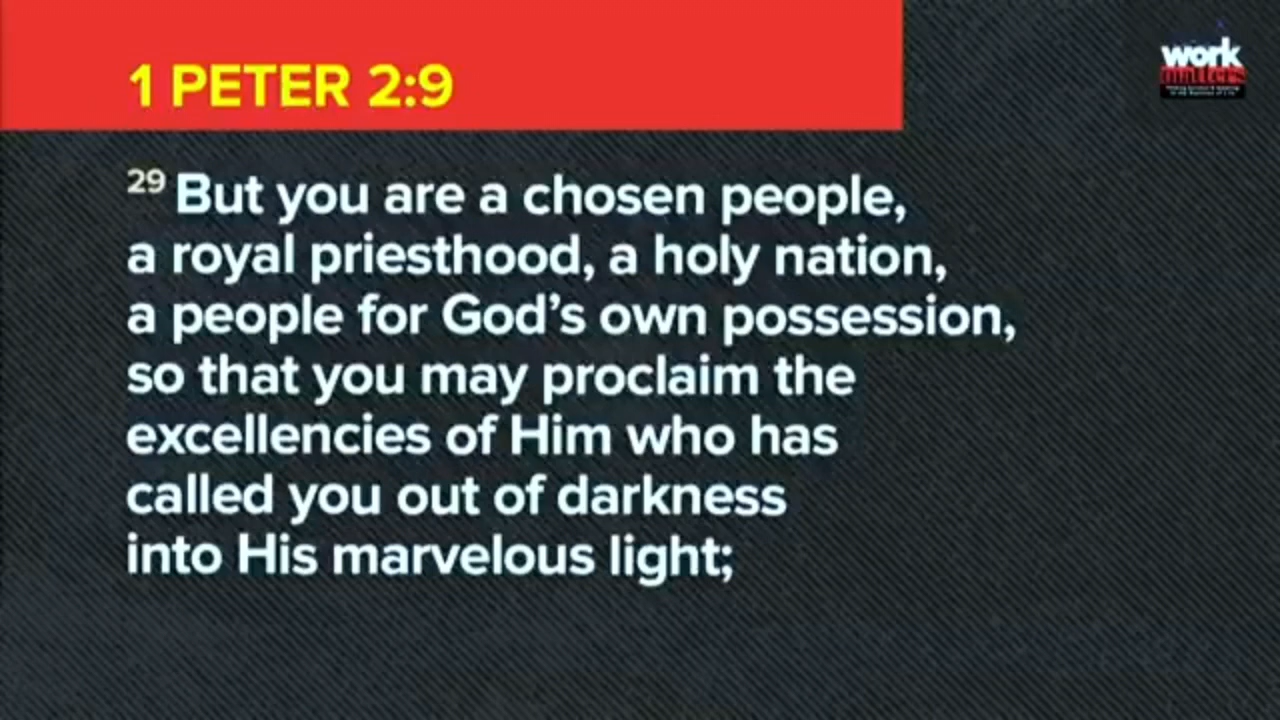 1 PETER 2:9
work
matters
29 But you are a chosen people,
a royal priesthood, a holy nation,
a people for God’s own possession,
so that you may proclaim the
excellencies of Him who has
called you out of darkness
into His marvelous light;